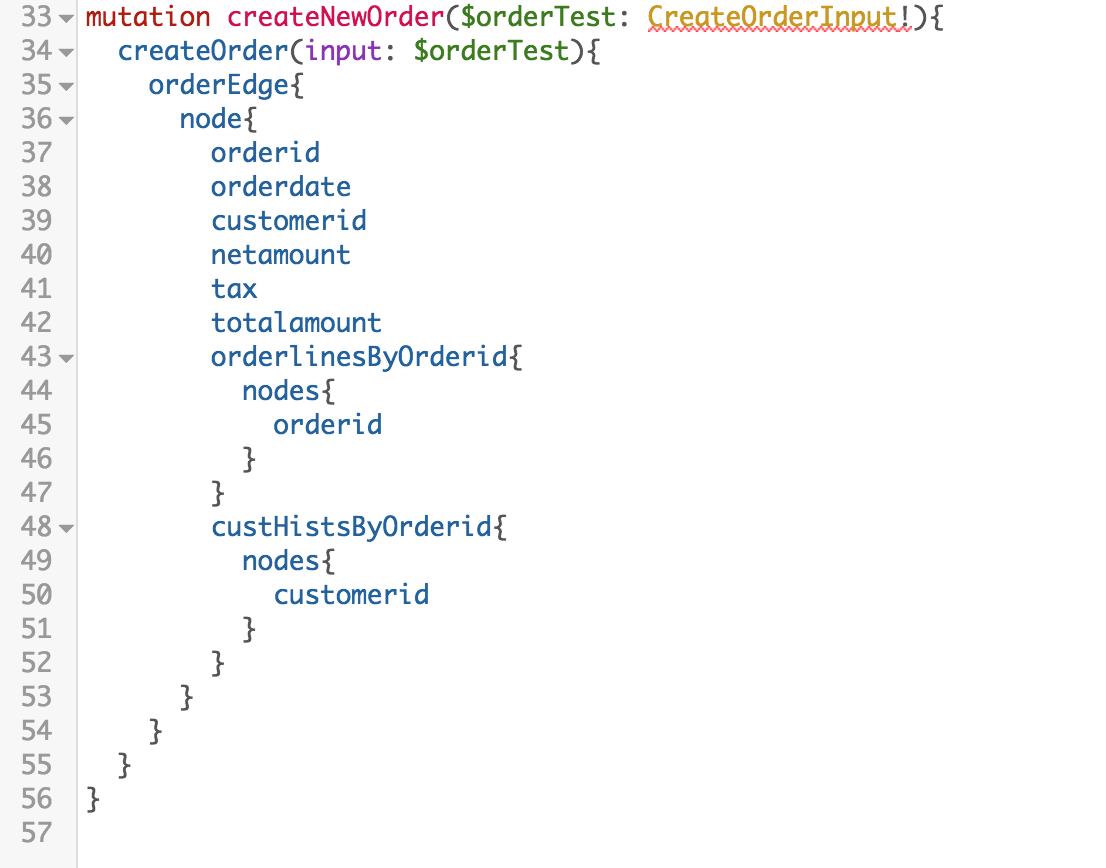 33 mutation createNewOrder($orderTest: CreateOrderInput!){
34 createOrder(input: $orderTest){
35 orderEdge{
36 node{
37 orderid
38 orderdate
39 customerid
40 netamount
41 tax
42 totalamount
43 orderlinesByOrderid{
44 nodes{
45 orderid
46 }
47 }
48 custHistsByOrderid{
49 nodes{
50 customerid
51 }
52 }
53 }
54 }
55 }
56 }
57